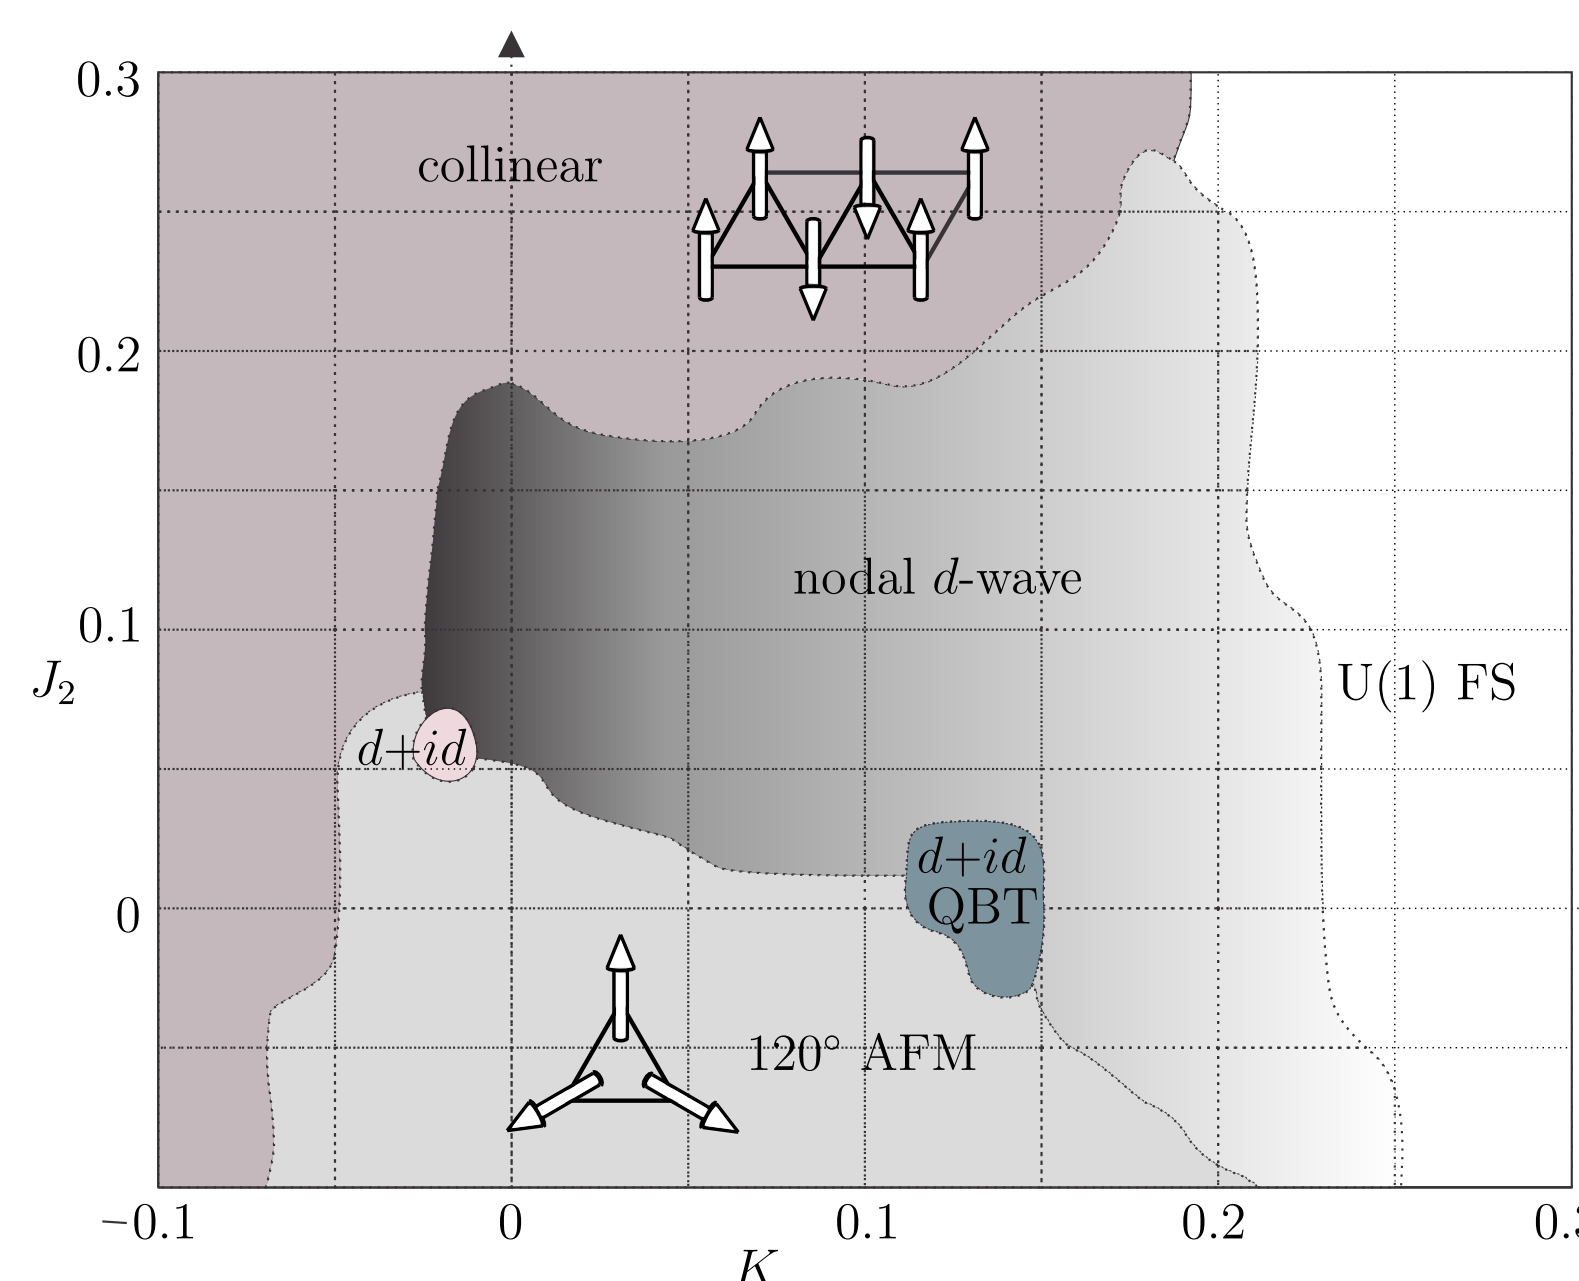 0.3
collinear
0.2
nodal d-wave
0.1
J₂
U(1) FS
d+id
d+id
QBT
0
120° AFM
−0.1
0
0.1
0.2
K